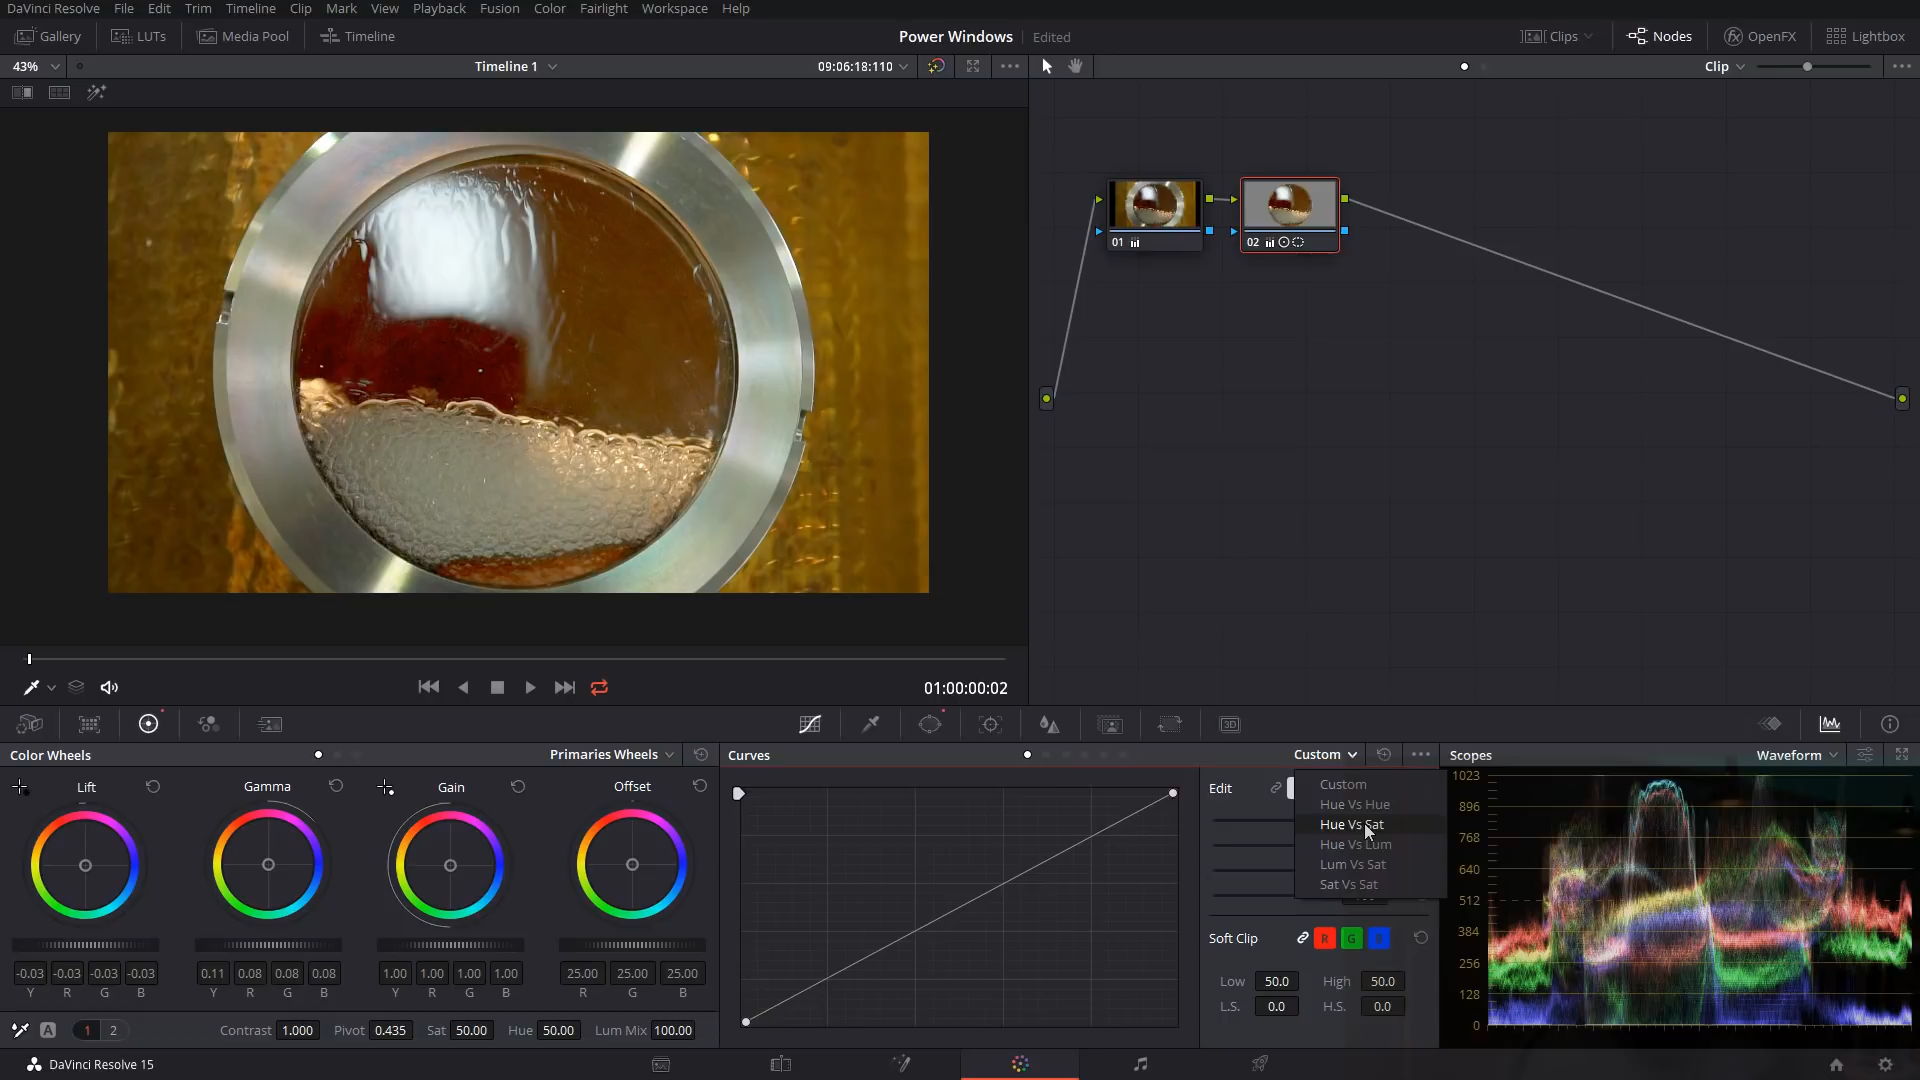 DaVinci Resolve File Edit Trim Timeline Clip Mark View Playback Fusion Color Fairlight Workspace Help
Gallery LUTs Media Pool Timeline Power Windows Edited Clips Nodes OpenFX Lightbox
43% Timeline 1 09:06:18:110 Clip
01
02
01:00:00:02
3D
Color Wheels Primaries Wheels Curves Custom Scopes Waveform
Lift Gamma Gain Offset
Edit
Custom
Hue Vs Hue
Hue Vs Sat
Hue Vs Lum
Lum Vs Sat
Sat Vs Sat
1023
896
768
640
512
384
256
128
0
Soft Clip R G B
-0.03 -0.03 -0.03 -0.03 0.11 0.08 0.08 0.08 1.00 1.00 1.00 1.00 25.00 25.00 25.00
Y R G B Y R G B Y R G B R G B
Low 50.0 High 50.0
L.S. 0.0 H.S. 0.0
A 1 2 Contrast 1.000 Pivot 0.435 Sat 50.00 Hue 50.00 Lum Mix 100.00
DaVinci Resolve 15